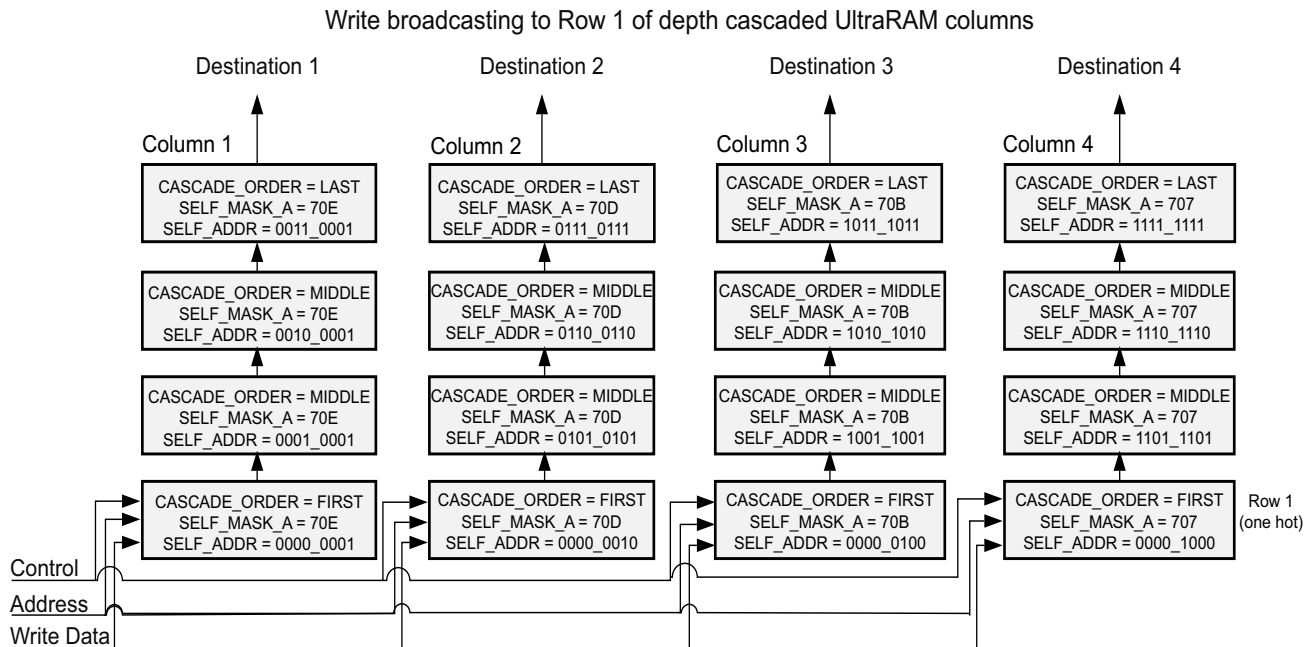 Write broadcasting to Row 1 of depth cascaded UltraRAM columns
Destination 1
Destination 2
Destination 3
Destination 4
Column 1
Column 2
Column 3
Column 4
CASCADE_ORDER = LAST
SELF_MASK_A = 70E
SELF_ADDR = 0011_0001
CASCADE_ORDER = LAST
SELF_MASK_A = 70D
SELF_ADDR = 0111_0111
CASCADE_ORDER = LAST
SELF_MASK_A = 70B
SELF_ADDR = 1011_1011
CASCADE_ORDER = LAST
SELF_MASK_A = 707
SELF_ADDR = 1111_1111
CASCADE_ORDER = MIDDLE
SELF_MASK_A = 70E
SELF_ADDR = 0010_0001
CASCADE_ORDER = MIDDLE
SELF_MASK_A = 70D
SELF_ADDR = 0110_0110
CASCADE_ORDER = MIDDLE
SELF_MASK_A = 70B
SELF_ADDR = 1010_1010
CASCADE_ORDER = MIDDLE
SELF_MASK_A = 707
SELF_ADDR = 1110_1110
CASCADE_ORDER = MIDDLE
SELF_MASK_A = 70E
SELF_ADDR = 0001_0001
CASCADE_ORDER = MIDDLE
SELF_MASK_A = 70D
SELF_ADDR = 0101_0101
CASCADE_ORDER = MIDDLE
SELF_MASK_A = 70B
SELF_ADDR = 1001_1001
CASCADE_ORDER = MIDDLE
SELF_MASK_A = 707
SELF_ADDR = 1101_1101
CASCADE_ORDER = FIRST
SELF_MASK_A = 70E
SELF_ADDR = 0000_0001
CASCADE_ORDER = FIRST
SELF_MASK_A = 70D
SELF_ADDR = 0000_0010
CASCADE_ORDER = FIRST
SELF_MASK_A = 70B
SELF_ADDR = 0000_0100
CASCADE_ORDER = FIRST
SELF_MASK_A = 707
SELF_ADDR = 0000_1000
Row 1
(one hot)
Control
Address
Write Data